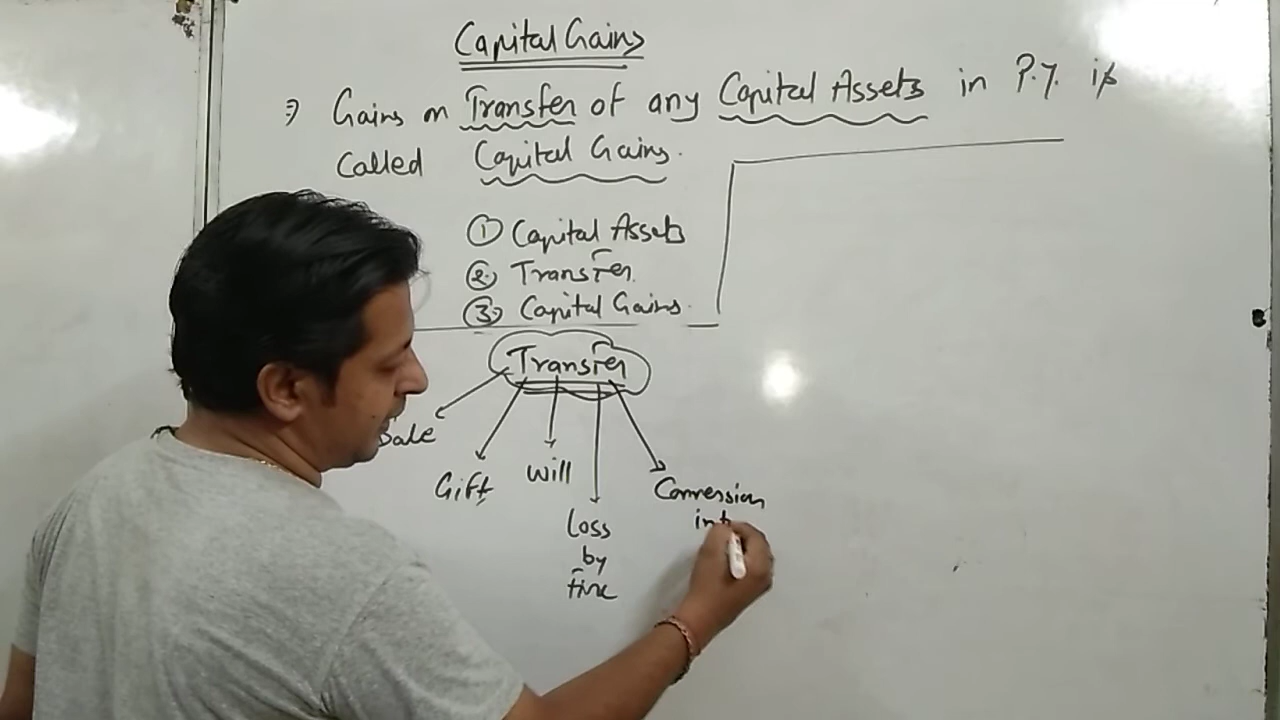 Capital Gains
⇒ Gains on Transfer of any Capital Assets in P.Y. is
Called Capital Gains.
① Capital Assets
② Transfer
③ Capital Gains.
Transfer
Sale
Gift
Will
Loss
by
fire
Conversion
int